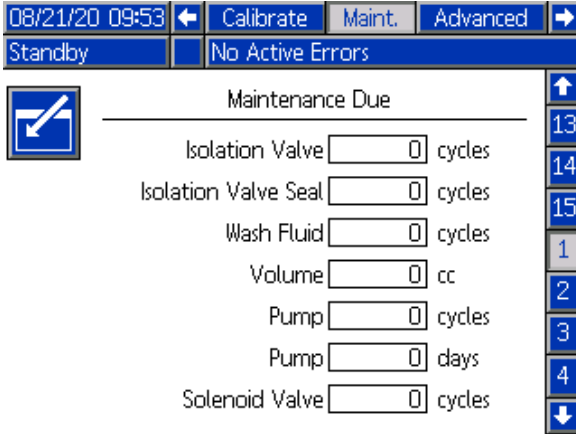 08/21/20 09:53 Calibrate Maint. Advanced
Standby No Active Errors
Maintenance Due
13
Isolation Valve 0 cycles
14
Isolation Valve Seal 0 cycles
15
Wash Fluid 0 cycles
1
Volume 0 cc
2
Pump 0 cycles
3
Pump 0 days
4
Solenoid Valve 0 cycles